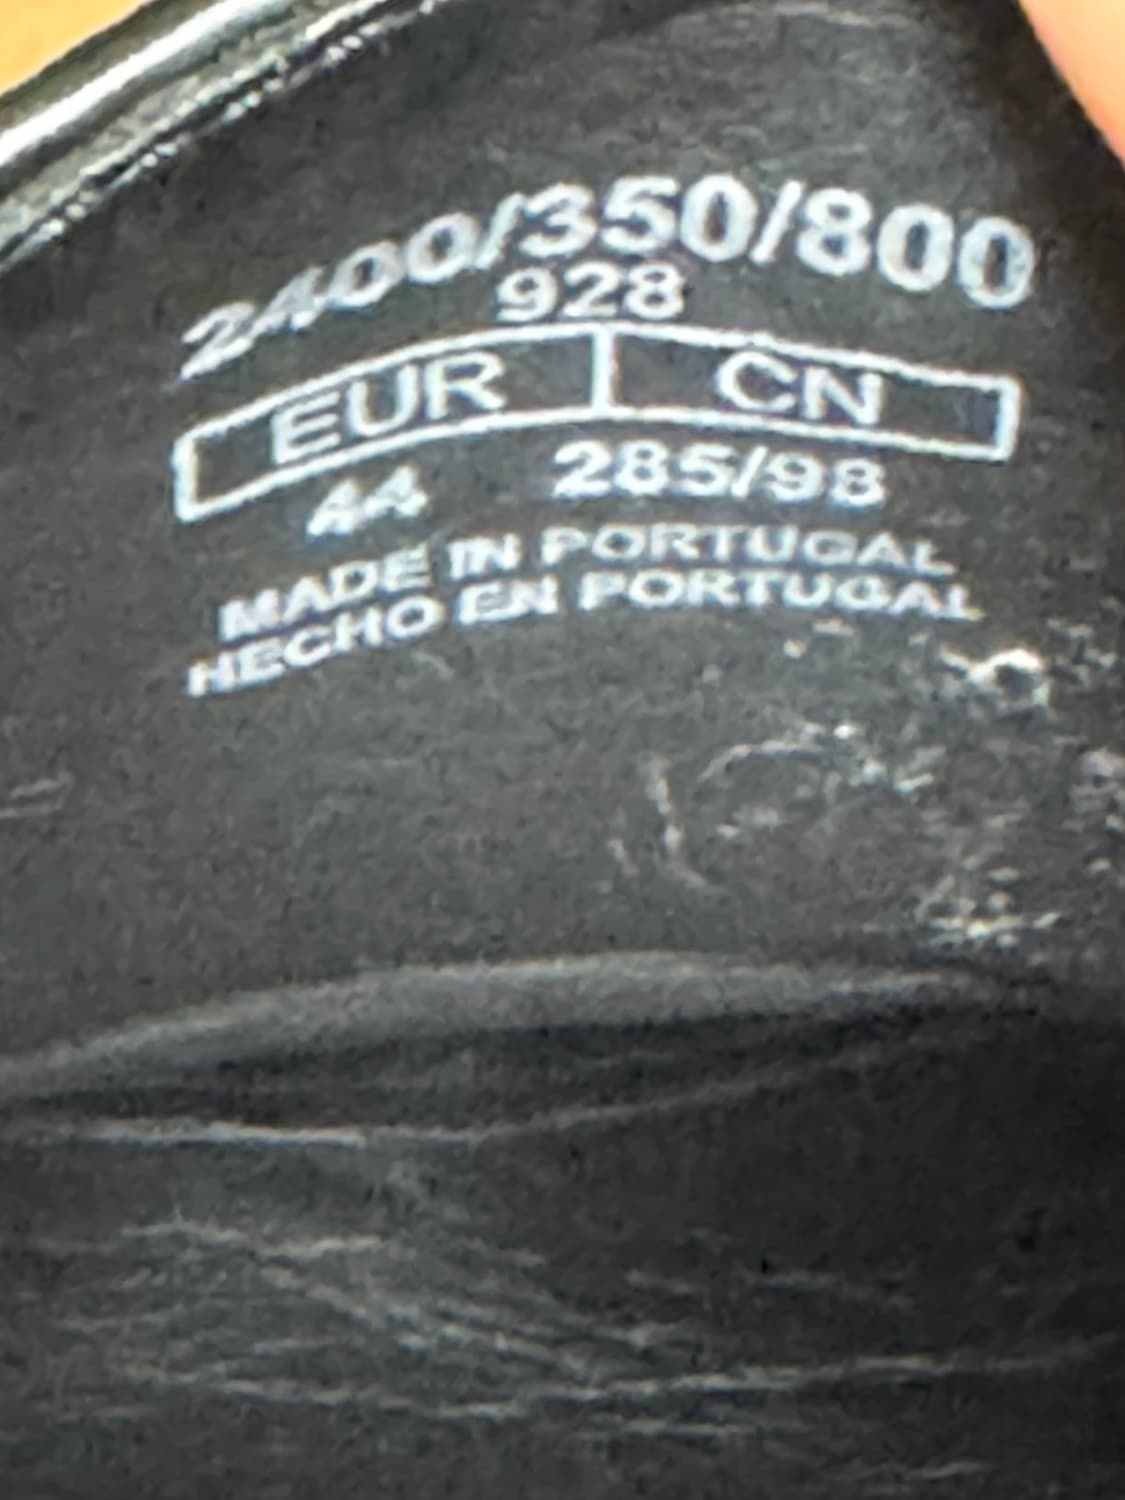 2400/350/800
928
EUR CN
44 285/98
MADE IN PORTUGAL
HECHO EN PORTUGAL